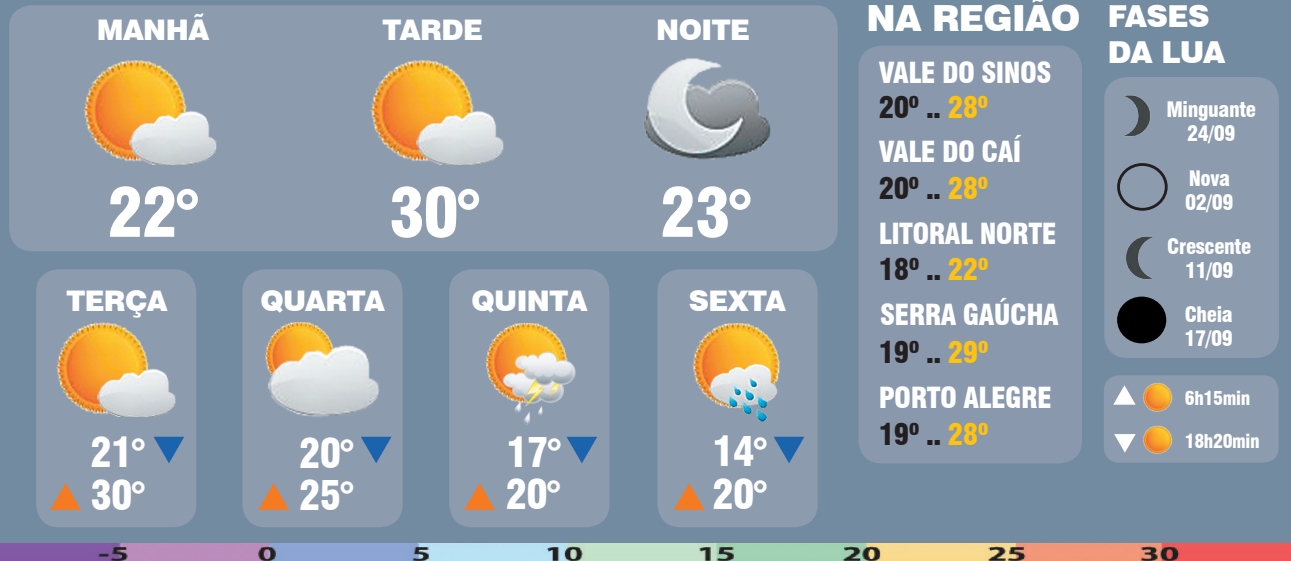 MANHÃ
TARDE
NOITE
22°
30°
23°
TERÇA
21°
30°
QUARTA
20°
25°
QUINTA
17°
20°
SEXTA
14°
20°
NA REGIÃO
VALE DO SINOS
20º .. 28º
VALE DO CAÍ
20º .. 28º
LITORAL NORTE
18º .. 22º
SERRA GAÚCHA
19º .. 29º
PORTO ALEGRE
19º .. 28º
FASES
DA LUA
Minguante
24/09
Nova
02/09
Crescente
11/09
Cheia
17/09
6h15min
18h20min
-5 0 5 10 15 20 25 30